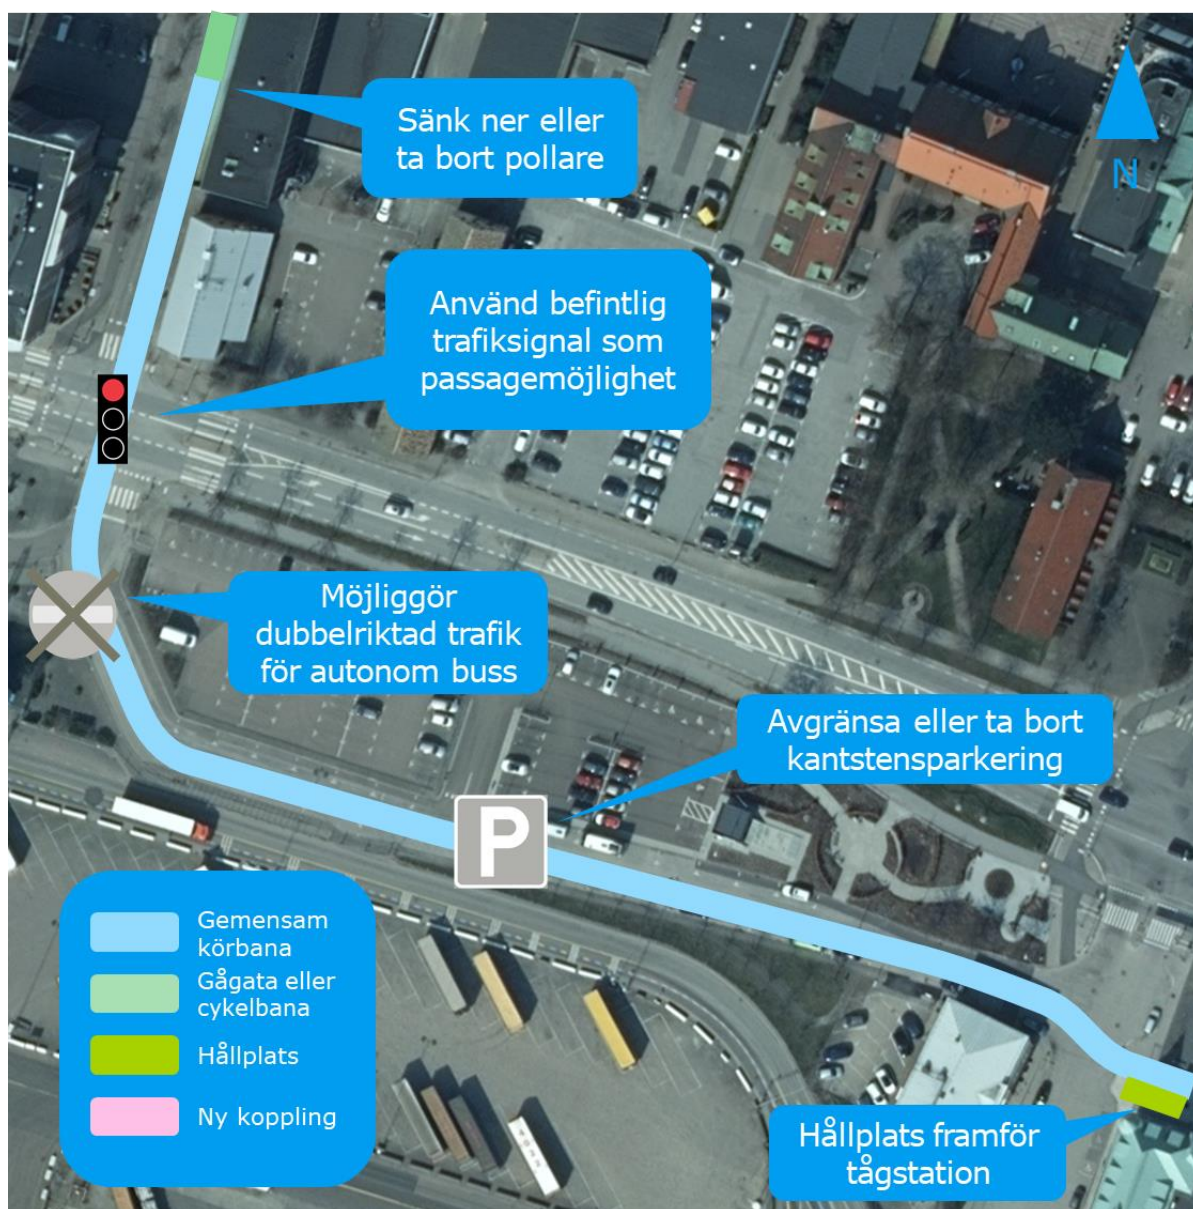 Sänk ner eller
ta bort pollare
N
Använd befintlig
trafiksignal som
passagemöjlighet
Möjliggör
dubbelriktad trafik
för autonom buss
Avgränsa eller ta bort
kantstensparkering
P
Gemensam
körbana
Gågata eller
cykelbana
Hållplats
Ny koppling
Hållplats framför
tågstation